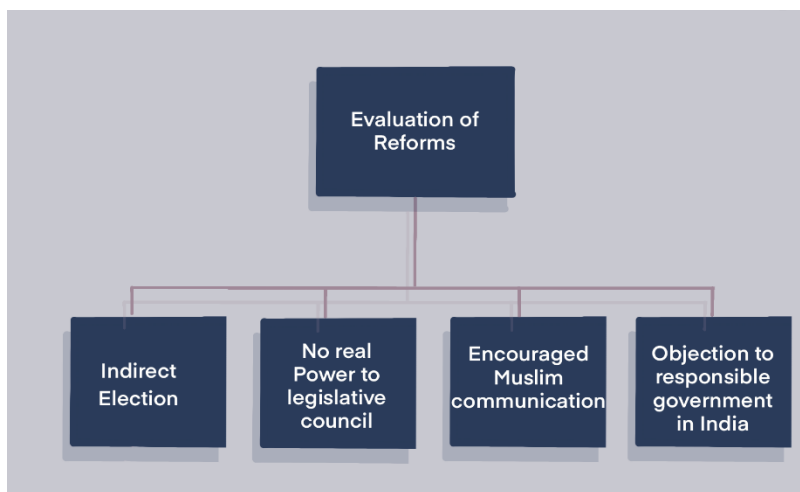 Evaluation of
Reforms
Indirect
Election
No real
Power to
legislative
council
Encouraged
Muslim
communication
Objection to
responsible
government
in India